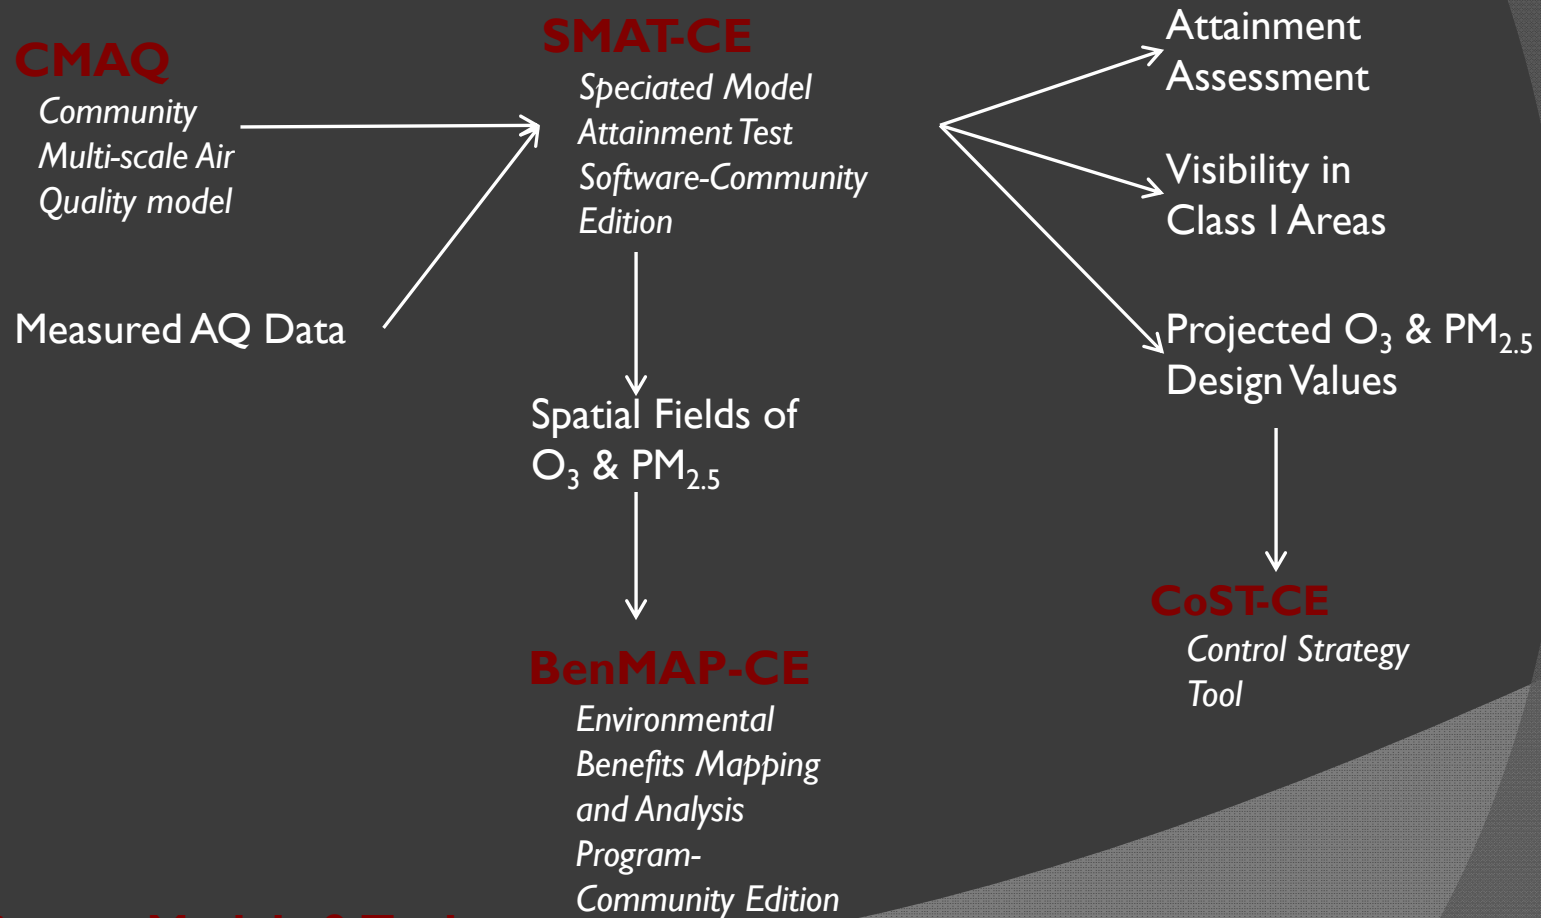 CMAQ
Community
Multi-scale Air
Quality model
Measured AQ Data
SMAT-CE
Speciated Model
Attainment Test
Software-Community
Edition
Spatial Fields of
O₃ & PM₂.₅
BenMAP-CE
Environmental
Benefits Mapping
and Analysis
Program-
Community Edition
Attainment
Assessment
Visibility in
Class I Areas
Projected O₃ & PM₂.₅
Design Values
CoST-CE
Control Strategy
Tool